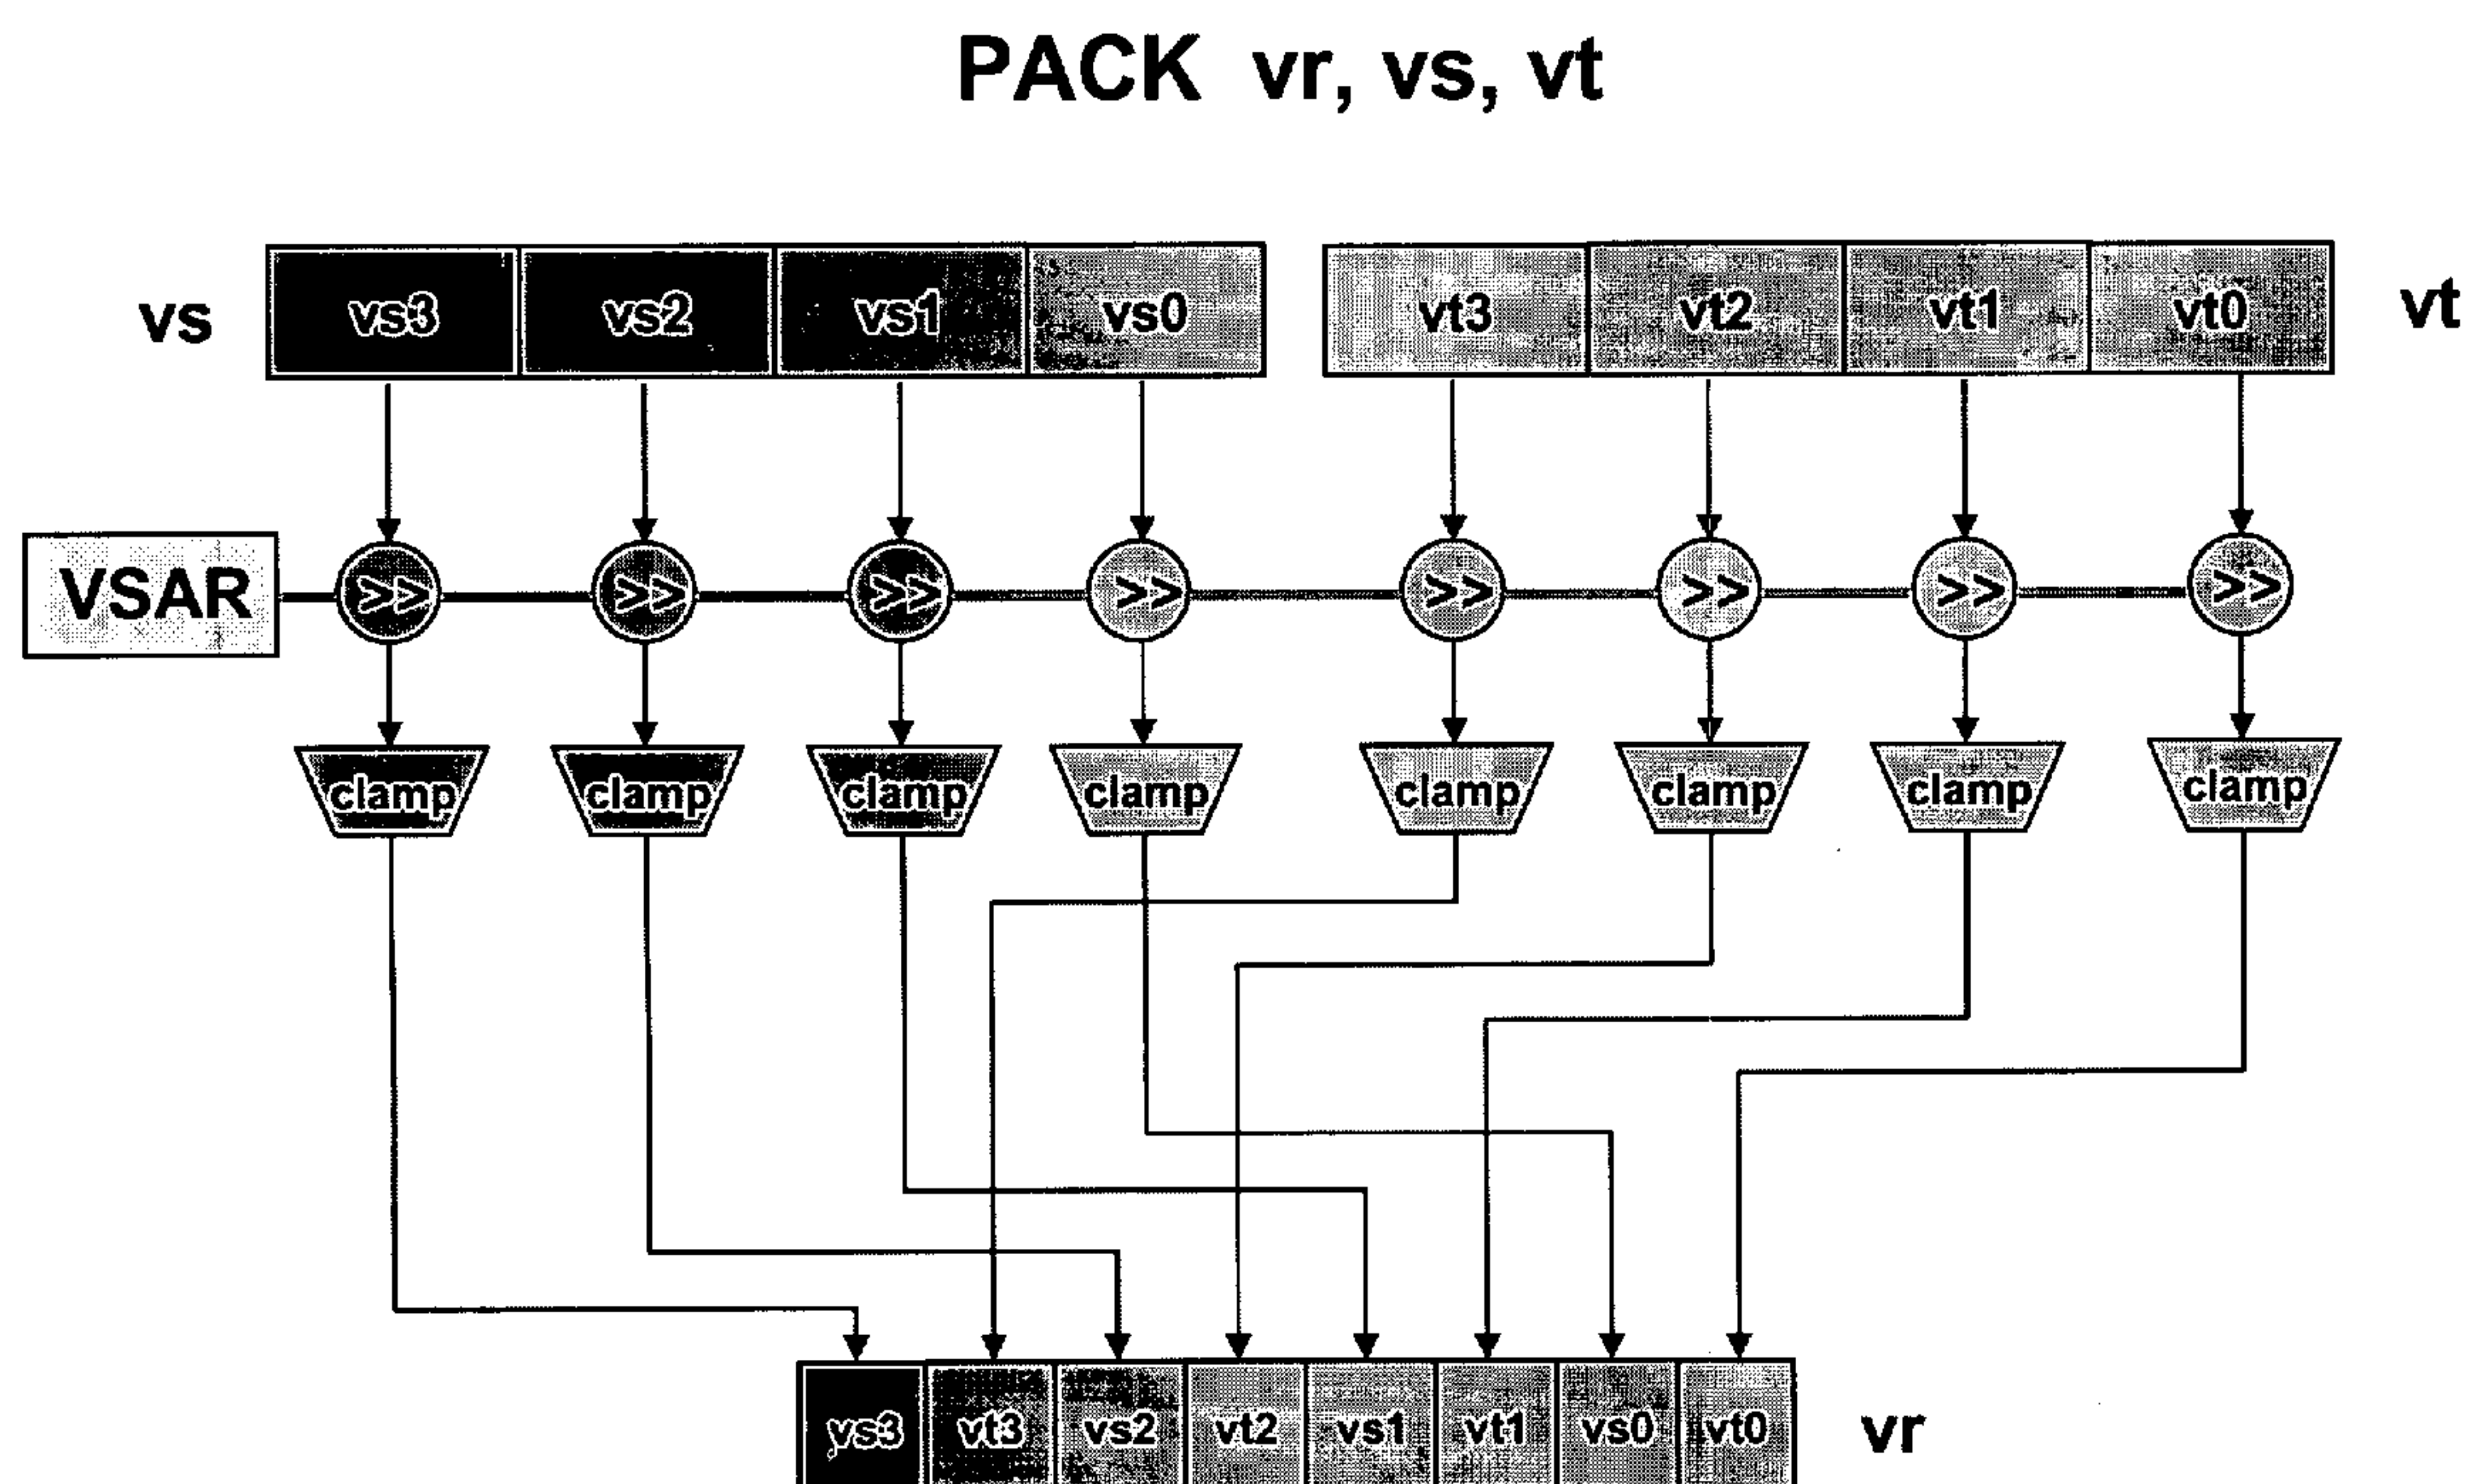 PACK vr, vs, vt
vs vs3 vs2 vs1 vs0 vt3 vt2 vt1 vt0 vt
VSAR >> >> >> >> >> >> >> >>
clamp clamp clamp clamp clamp clamp clamp clamp
vs3 vt3 vs2 vt2 vs1 vt1 vs0 vt0 vr